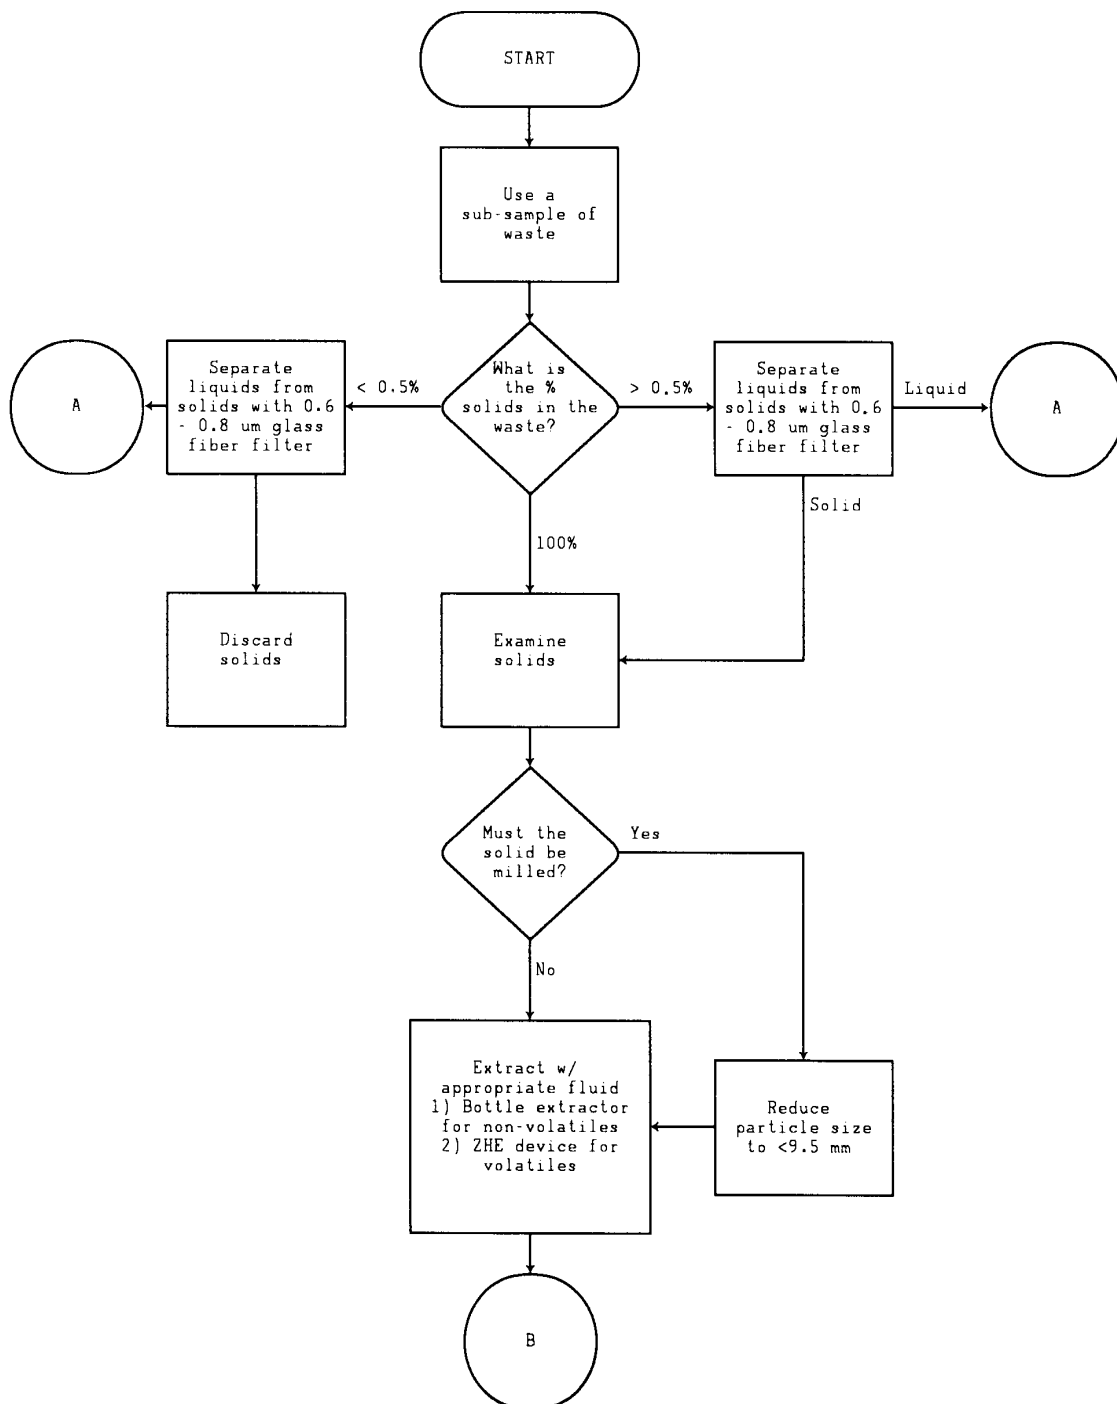 START
Use a
sub-sample of
waste
A
Separate
liquids from
solids with 0.6
- 0.8 um glass
fiber filter
< 0.5%
What is
the %
solids in the
waste?
> 0.5%
Separate
liquids from
solids with 0.6
- 0.8 um glass
fiber filter
Liquid
A
Solid
100%
Discard
solids
Examine
solids
Must the
solid be
milled?
Yes
No
Extract w/
appropriate fluid
1) Bottle extractor
for non-volatiles
2) ZHE device for
volatiles
Reduce
particle size
to <9.5 mm
B